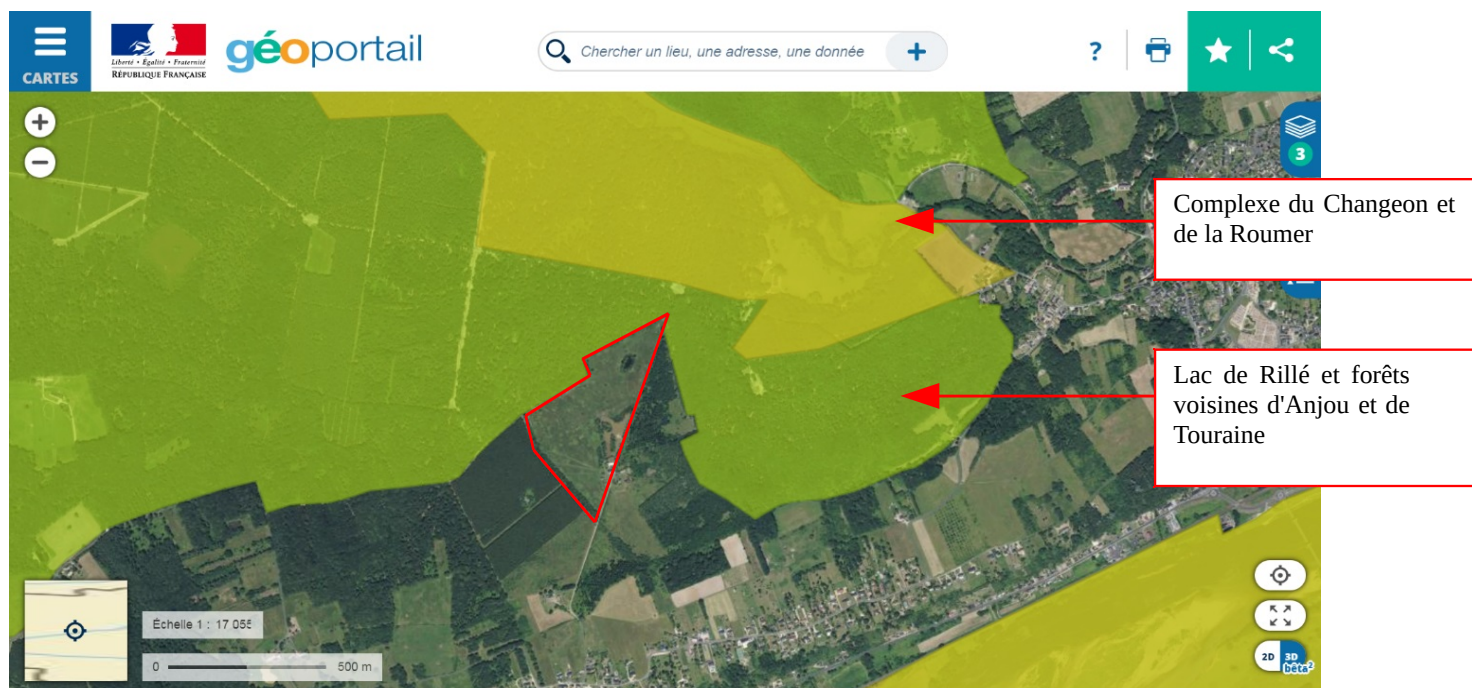 CARTES
Liberté • Égalité • Fraternité
RÉPUBLIQUE FRANÇAISE
géoportail
Chercher un lieu, une adresse, une donnée
+
?
+
−
3
Complexe du Changeon et
de la Roumer
Lac de Rillé et forêts
voisines d'Anjou et de
Touraine
Échelle 1 : 17 055
0 500 m
2D 3D
bêta²